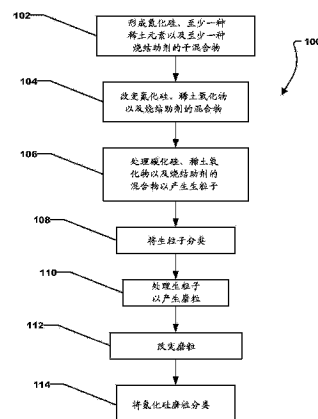 102
形成氮化硅、至少一种
稀土元素以及至少一种
烧结助剂的干混合物
100
104
改变氮化硅、稀土氧化物
以及烧结助剂的混合物
106
处理碳化硅、稀土氧
化物以及烧结助剂的
混合物以产生生粒子
108
将生粒子分类
110
处理生粒子
以产生磨粒
112
改变磨粒
114
将氮化硅磨粒分类